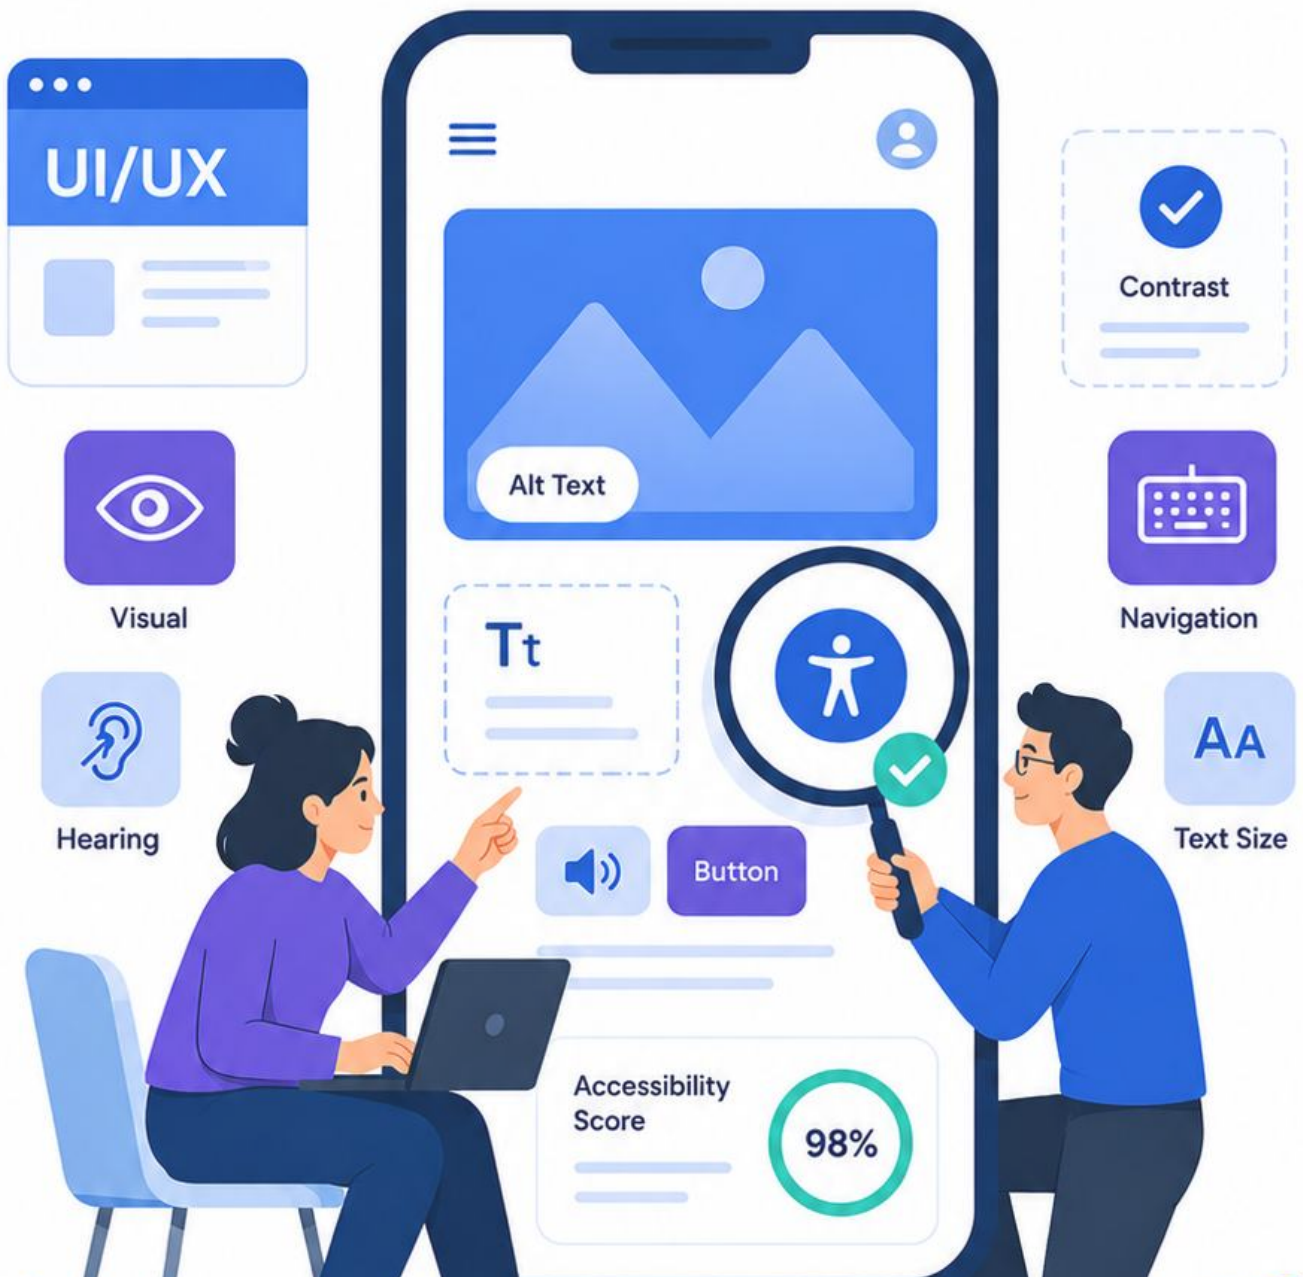 UI/UX
Contrast
Alt Text
Visual
Navigation
Tt
AA
Hearing
Text Size
Button
Accessibility
Score
98%